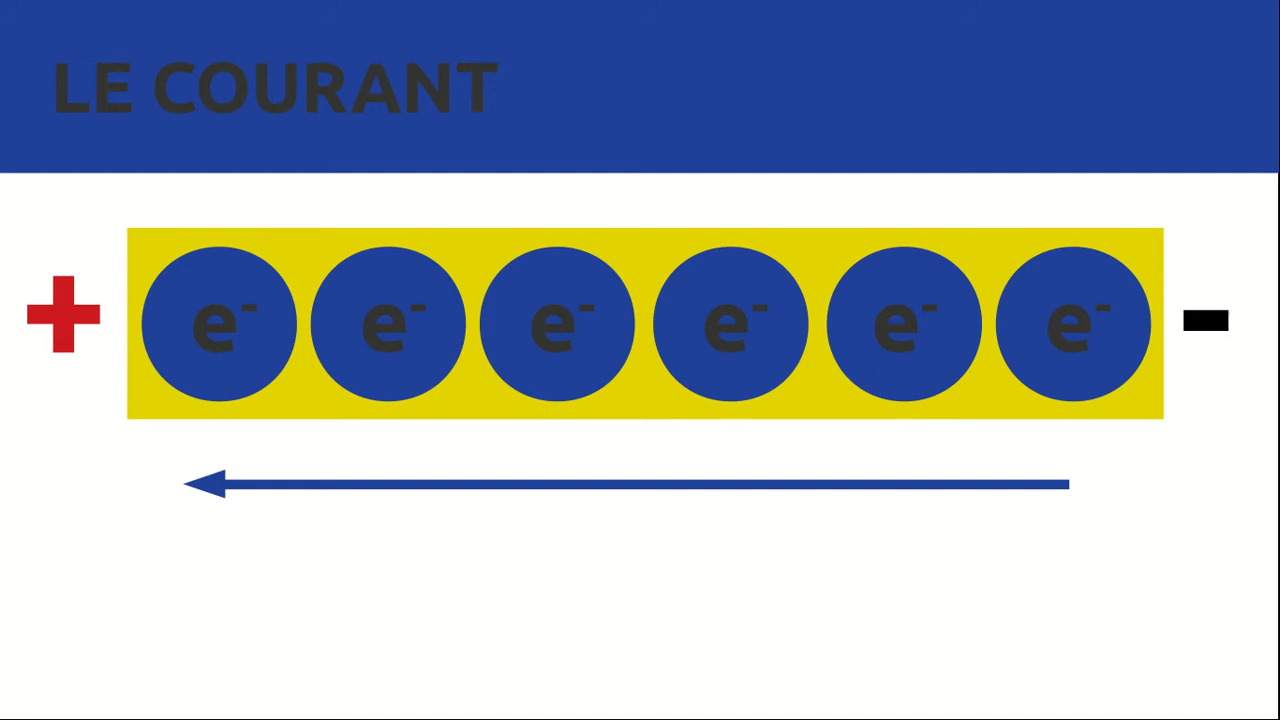 LE COURANT
+ e⁻ e⁻ e⁻ e⁻ e⁻ e⁻ -